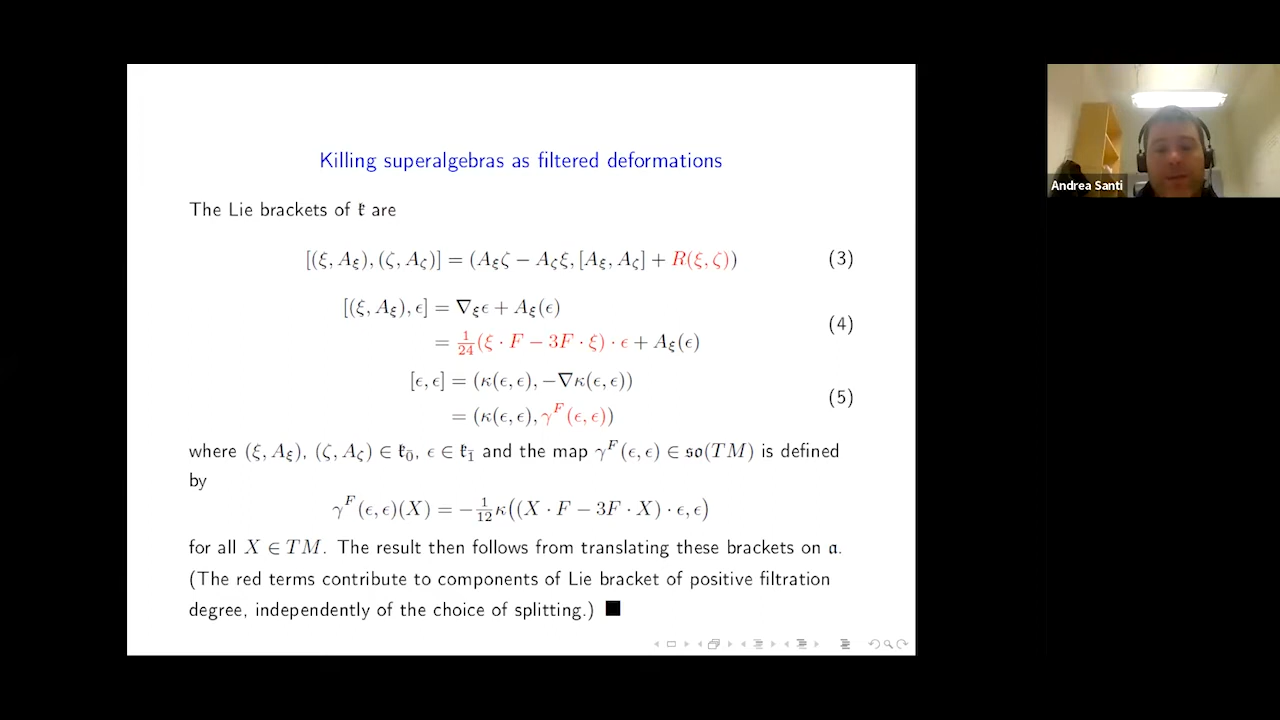 Killing superalgebras as filtered deformations
The Lie brackets of 𝔨 are
[(ξ, A_ξ), (ζ, A_ζ)] = (A_ξζ − A_ζξ, [A_ξ, A_ζ] + R(ξ, ζ)) (3)
[(ξ, A_ξ), ϵ] = ∇_ξϵ + A_ξ(ϵ)
= 1/24(ξ · F − 3F · ξ) · ϵ + A_ξ(ϵ) (4)
[ϵ, ϵ] = (κ(ϵ, ϵ), −∇κ(ϵ, ϵ))
= (κ(ϵ, ϵ), γ^F(ϵ, ϵ)) (5)
where (ξ, A_ξ), (ζ, A_ζ) ∈ 𝔨_0̄, ϵ ∈ 𝔨_1̄ and the map γ^F(ϵ, ϵ) ∈ 𝔰𝔬(TM) is defined
by
γ^F(ϵ, ϵ)(X) = −1/12 κ((X · F − 3F · X) · ϵ, ϵ)
for all X ∈ TM. The result then follows from translating these brackets on 𝔞.
(The red terms contribute to components of Lie bracket of positive filtration
degree, independently of the choice of splitting.) ■
Andrea Santi